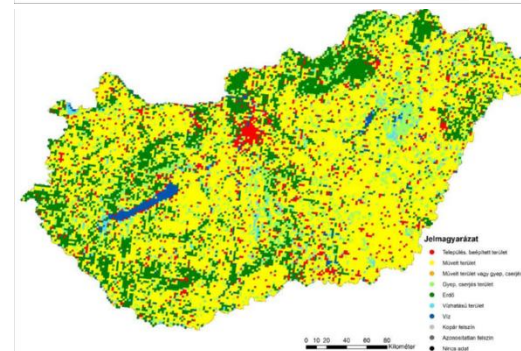 Jelmagyarázat
Település, beépített terület
Művelt terület
Művelt terület vagy gyep, cserjés
Gyep, cserjés terület
Erdő
Vízhatású terület
Víz
Kopár felszín
Azonosítatlan felszín
Nincs adat
0 10 20 40 60 80
Kilométer